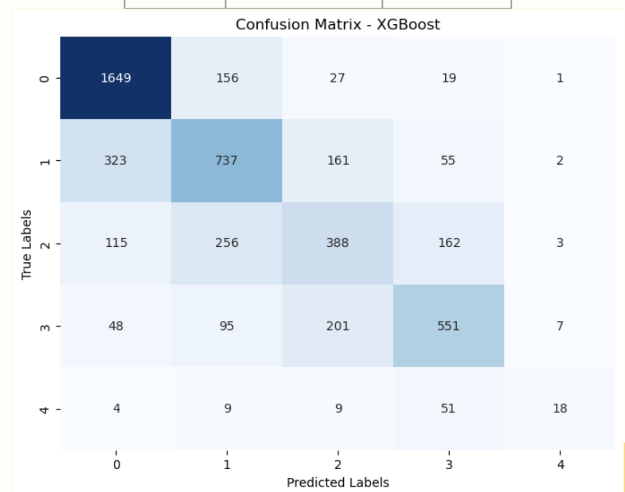 Confusion Matrix - XGBoost
0 1649 156 27 19 1
1 323 737 161 55 2
2 115 256 388 162 3
3 48 95 201 551 7
4 4 9 9 51 18
0 1 2 3 4
True Labels
Predicted Labels